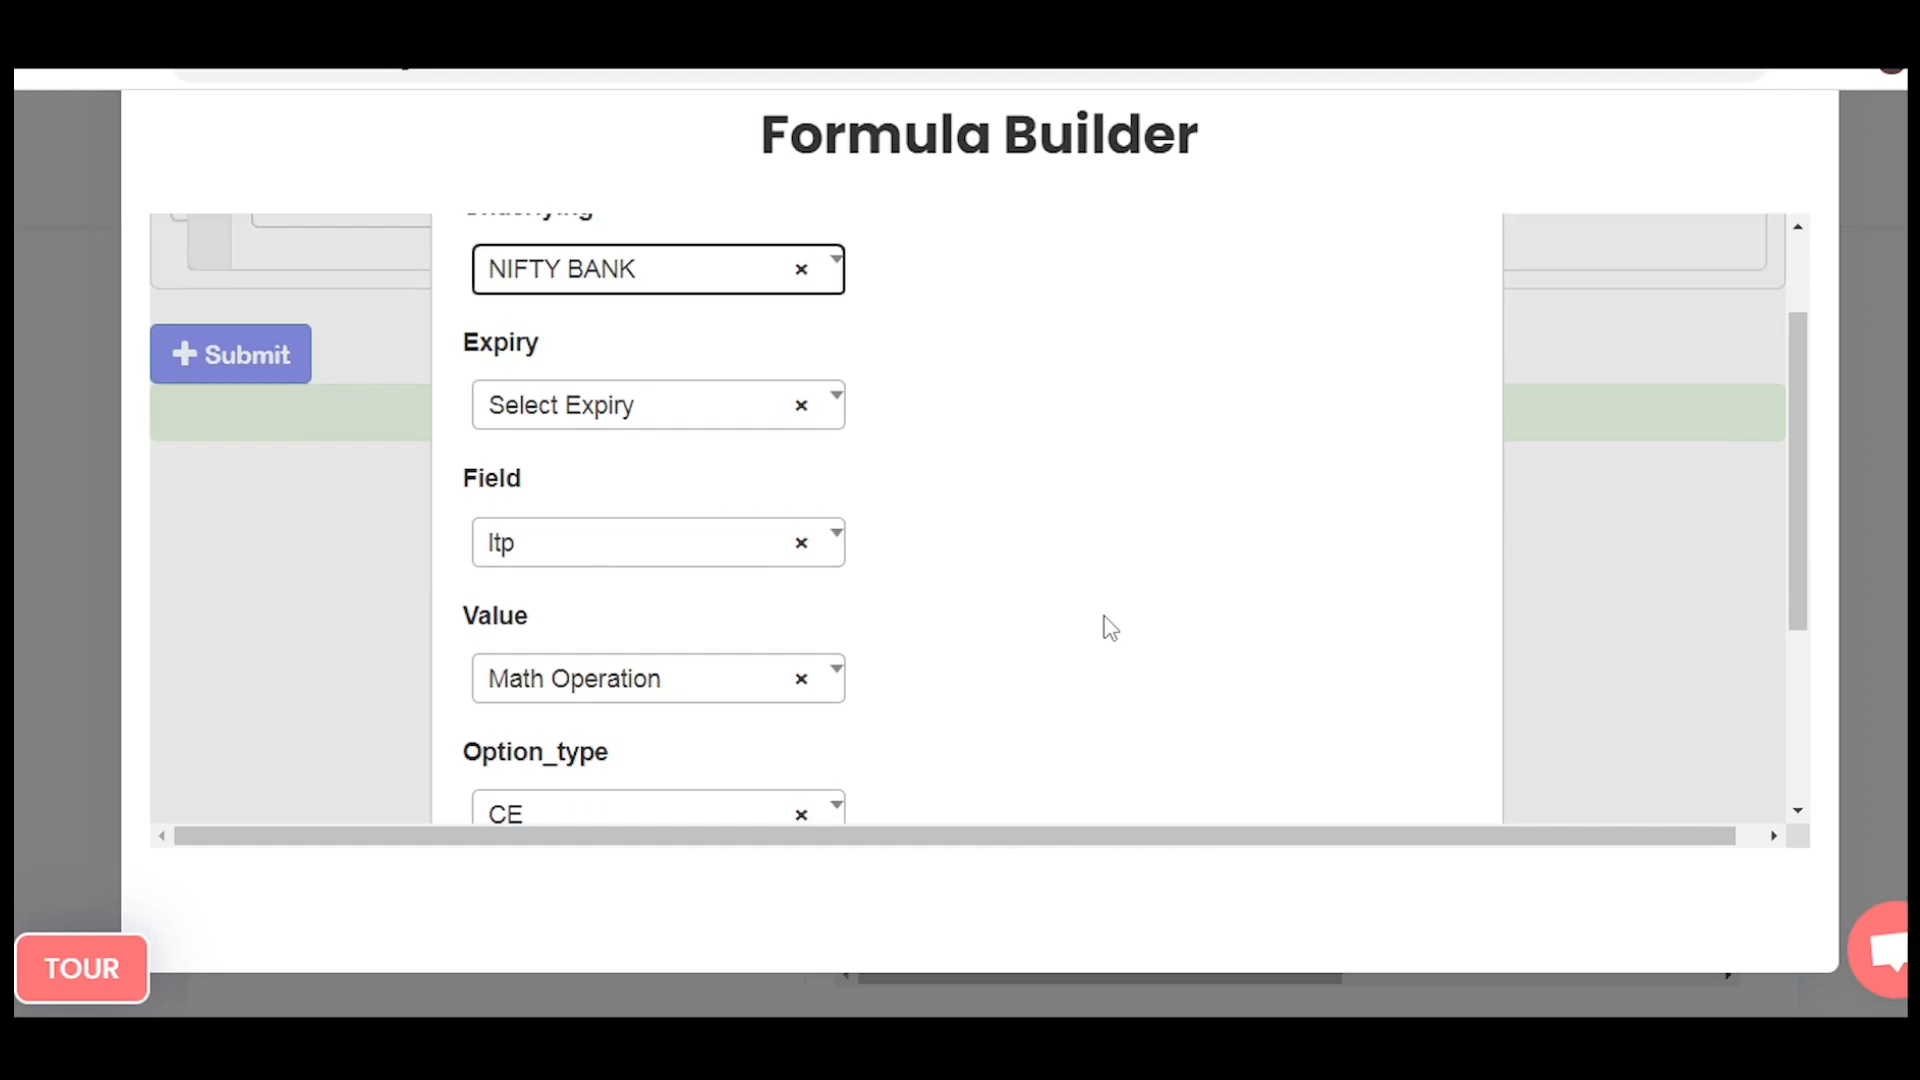 Formula Builder
NIFTY BANK ×
Expiry
Select Expiry ×
Submit
Field
ltp ×
Value
Math Operation ×
Option_type
CE ×
TOUR